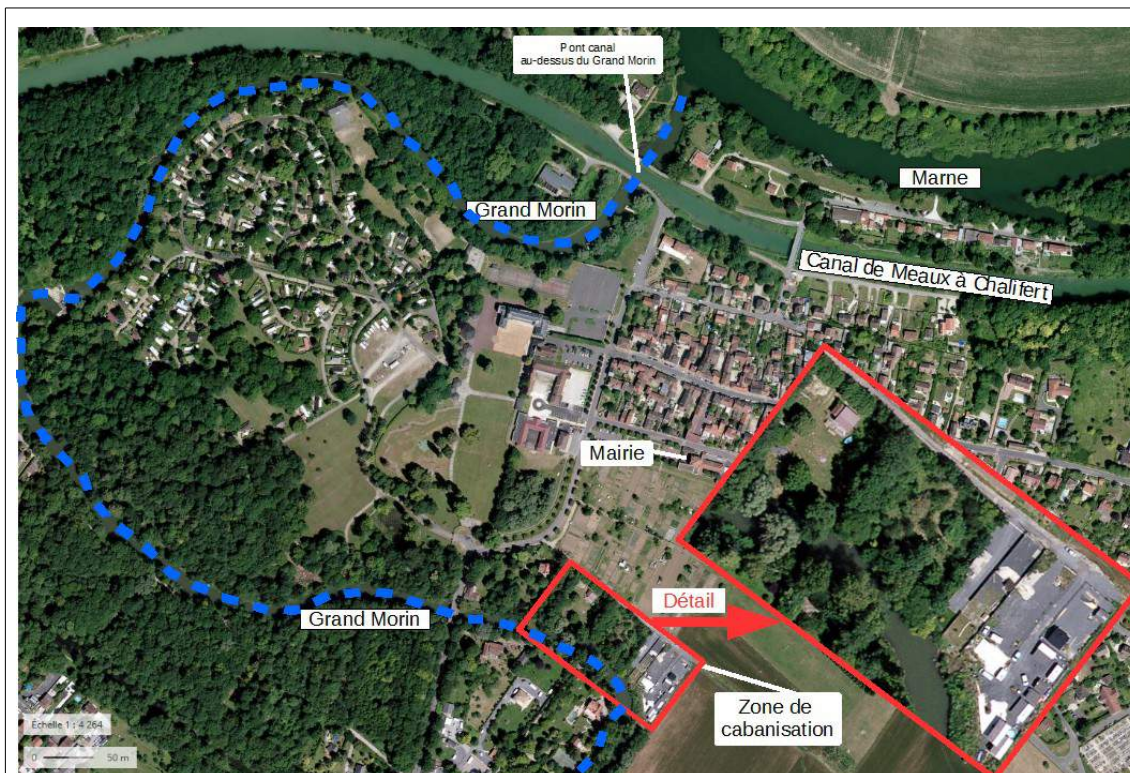 Pont canal
au-dessus du Grand Morin
Marne
Grand Morin
Canal de Meaux à Chalifert
Mairie
Détail
Grand Morin
Zone de
cabanisation
Échelle 1 : 4 264
0 50 m